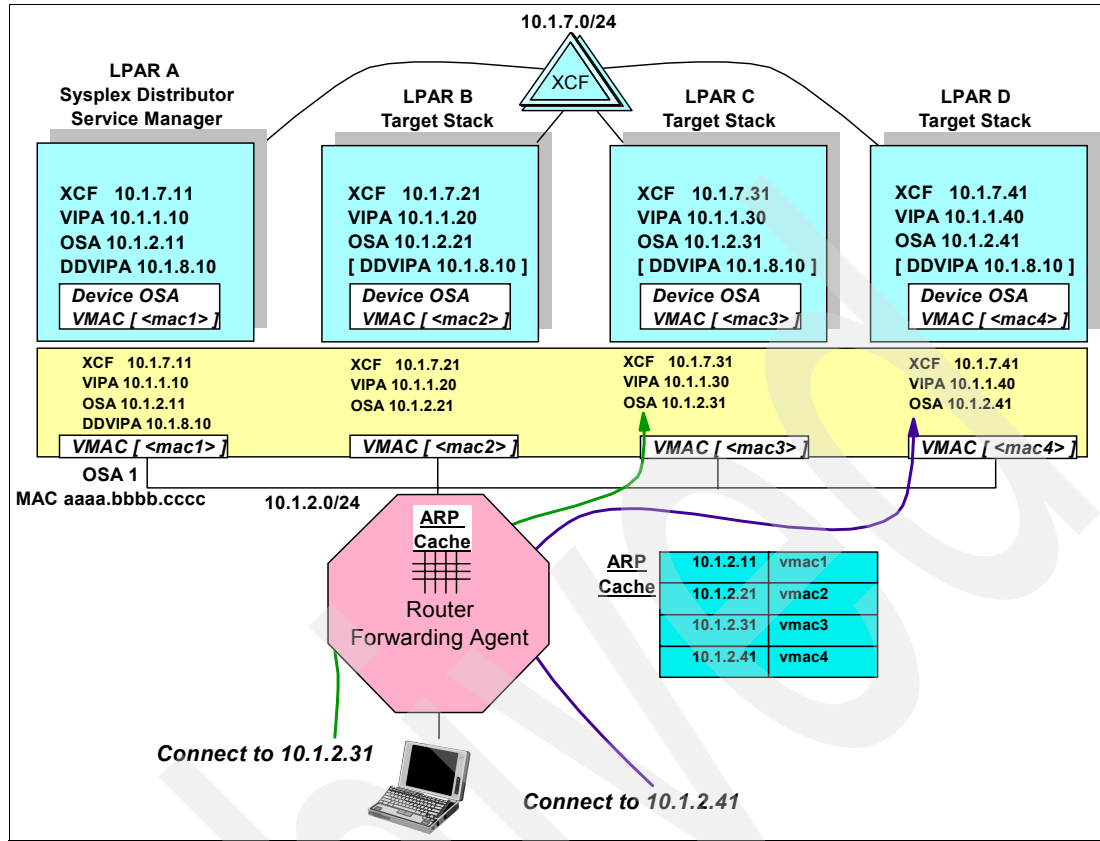 10.1.7.0/24
XCF
LPAR A
Sysplex Distributor
Service Manager
LPAR B
Target Stack
LPAR C
Target Stack
LPAR D
Target Stack
XCF 10.1.7.11
VIPA 10.1.1.10
OSA 10.1.2.11
DDVIPA 10.1.8.10
Device OSA
VMAC [ <mac1> ]
XCF 10.1.7.21
VIPA 10.1.1.20
OSA 10.1.2.21
[ DDVIPA 10.1.8.10 ]
Device OSA
VMAC [ <mac2> ]
XCF 10.1.7.31
VIPA 10.1.1.30
OSA 10.1.2.31
[ DDVIPA 10.1.8.10 ]
Device OSA
VMAC [ <mac3> ]
XCF 10.1.7.41
VIPA 10.1.1.40
OSA 10.1.2.41
[ DDVIPA 10.1.8.10 ]
Device OSA
VMAC [ <mac4> ]
XCF 10.1.7.11
VIPA 10.1.1.10
OSA 10.1.2.11
DDVIPA 10.1.8.10
VMAC [ <mac1> ]
XCF 10.1.7.21
VIPA 10.1.1.20
OSA 10.1.2.21
VMAC [ <mac2> ]
XCF 10.1.7.31
VIPA 10.1.1.30
OSA 10.1.2.31
VMAC [ <mac3> ]
XCF 10.1.7.41
VIPA 10.1.1.40
OSA 10.1.2.41
VMAC [ <mac4> ]
OSA 1
MAC aaaa.bbbb.cccc
10.1.2.0/24
ARP
Cache
Router
Forwarding Agent
ARP
Cache
10.1.2.11 vmac1
10.1.2.21 vmac2
10.1.2.31 vmac3
10.1.2.41 vmac4
Connect to 10.1.2.31
Connect to 10.1.2.41